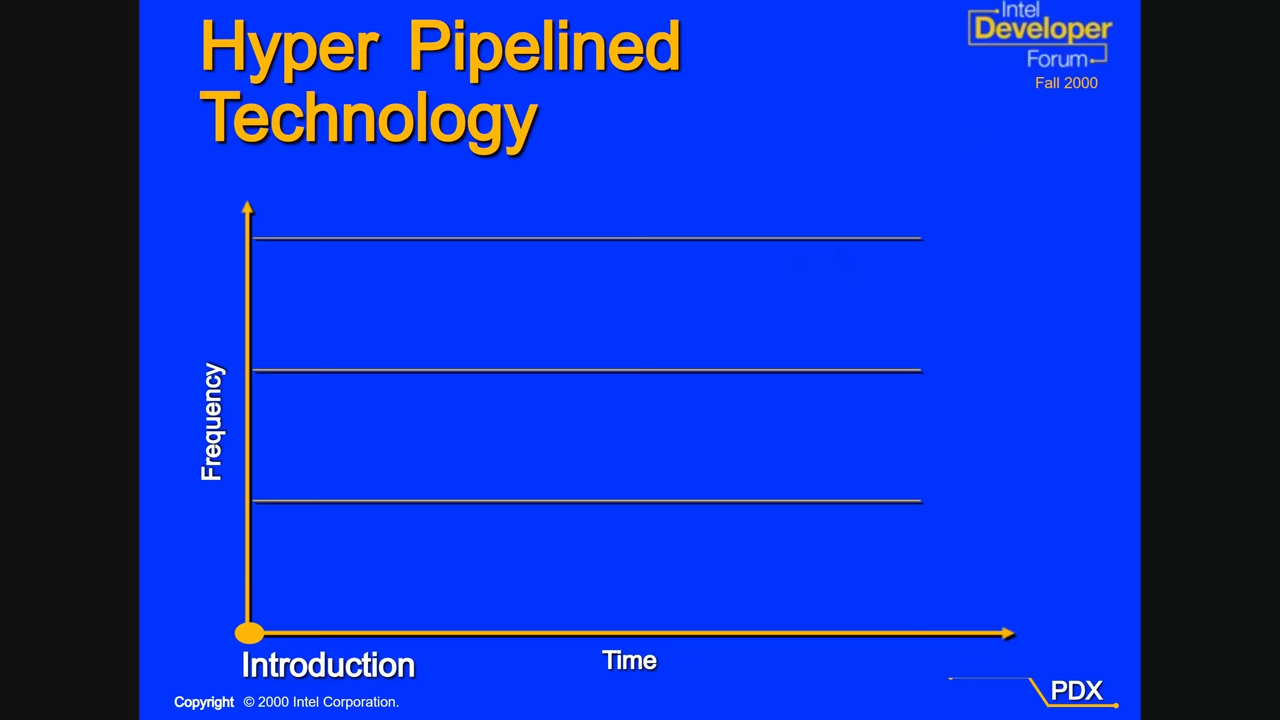 Hyper Pipelined
Technology
Intel
Developer
Forum
Fall 2000
Frequency
Introduction
Time
Copyright © 2000 Intel Corporation.
PDX